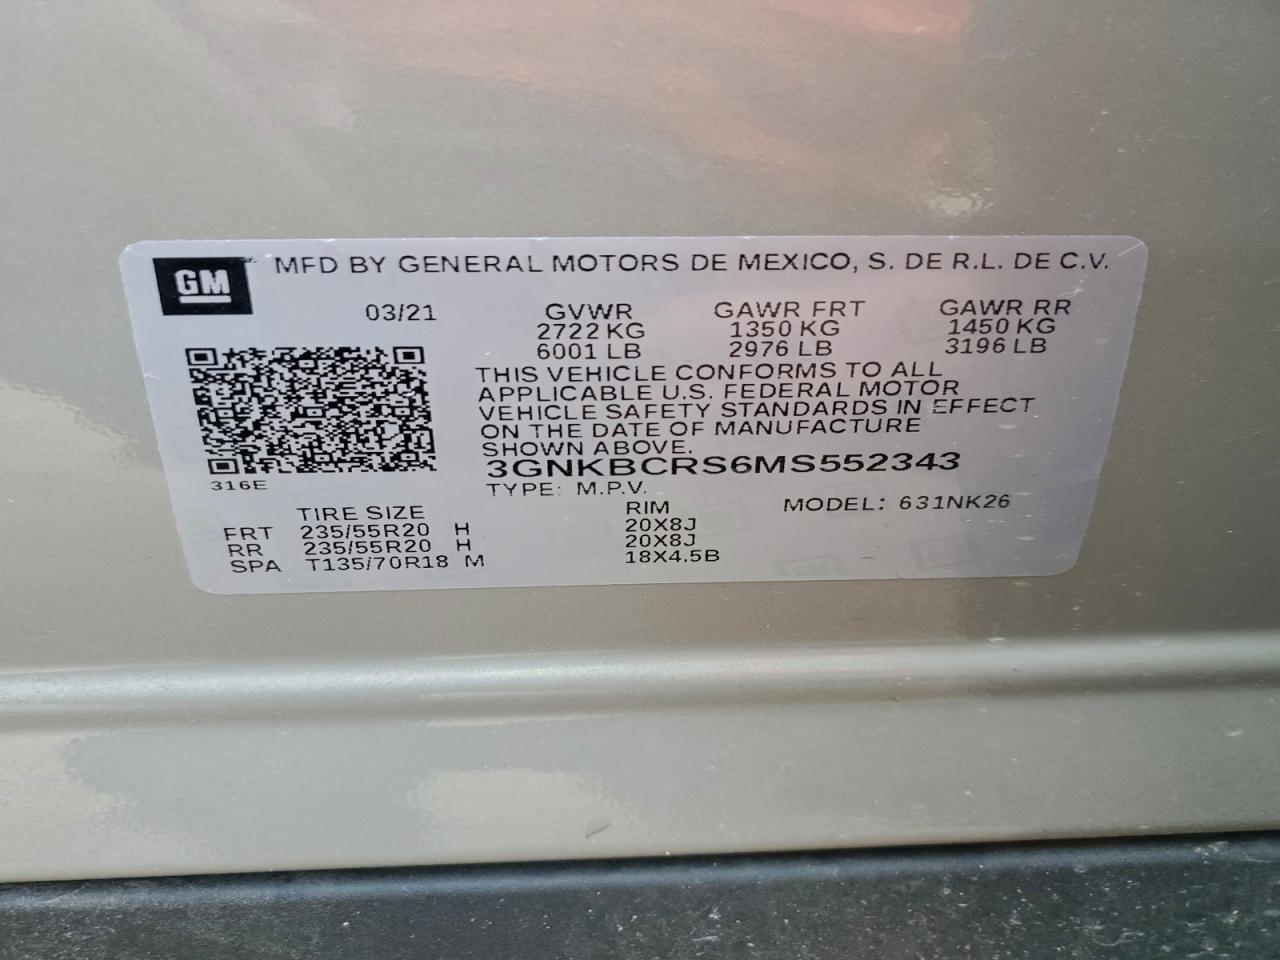 GM MFD BY GENERAL MOTORS DE MEXICO, S. DE R.L. DE C.V.
03/21 GVWR GAWR FRT GAWR RR
2722 KG 1350 KG 1450 KG
6001 LB 2976 LB 3196 LB
THIS VEHICLE CONFORMS TO ALL
APPLICABLE U.S. FEDERAL MOTOR
VEHICLE SAFETY STANDARDS IN EFFECT
ON THE DATE OF MANUFACTURE
SHOWN ABOVE.
3GNKBCRS6MS552343
316E
TYPE: M.P.V. MODEL: 631NK26
TIRE SIZE RIM
FRT 235/55R20 H 20X8J
RR 235/55R20 H 20X8J
SPA T135/70R18 M 18X4.5B